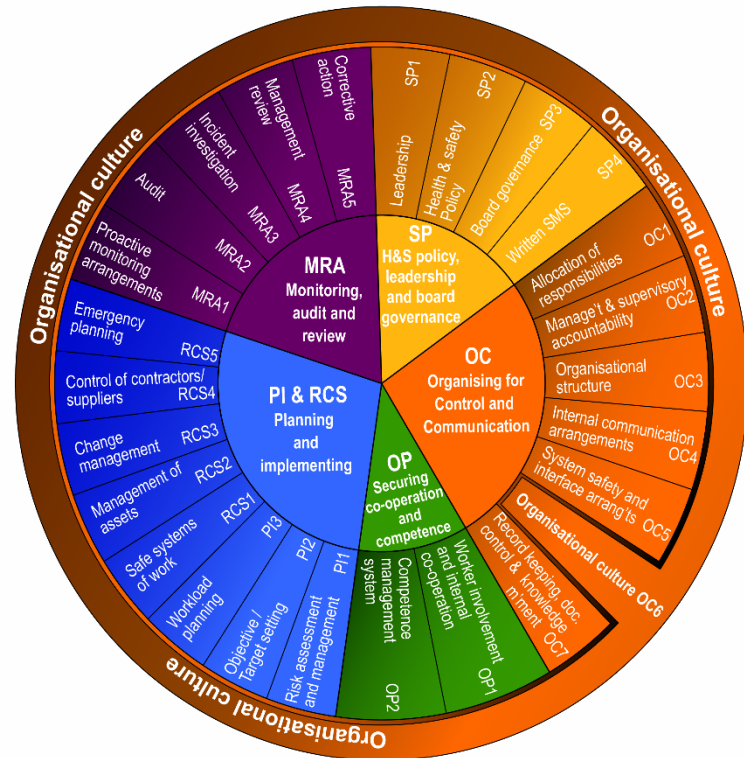 Organisational culture
Organisational culture
Organisational culture
SP
H&S policy,
leadership
and board
governance
SP1
Leadership
SP2
Health & safety
Policy
SP3
Board governance
SP4
Written SMS
OC
Organising for
Control and
Communication
Allocation of
responsibilities
OC1
Manage't & supervisory
accountability
OC2
Organisational
structure
OC3
Internal communication
arrangements
OC4
System safety and
interface arrang'ts
OC5
Organisational culture OC6
Record keeping, doc.
control & knowledge
m'ment
OC7
OP
Securing
co-operation
and
competence
Worker involvement
and internal
co-operation
OP1
Competence
management
system
OP2
PI & RCS
Planning
and
implementing
PI1
Risk assessment
and management
PI2
Objective /
Target setting
PI3
Workload
planning
RCS1
Safe systems
of work
RCS2
Management of
assets
RCS3
Change
management
Control of contractors/
suppliers
RCS4
Emergency
planning
RCS5
MRA
Monitoring,
audit and
review
Proactive
monitoring
arrangements
MRA1
Audit
MRA2
Incident
investigation
MRA3
Management
review
MRA4
Corrective
action
MRA5